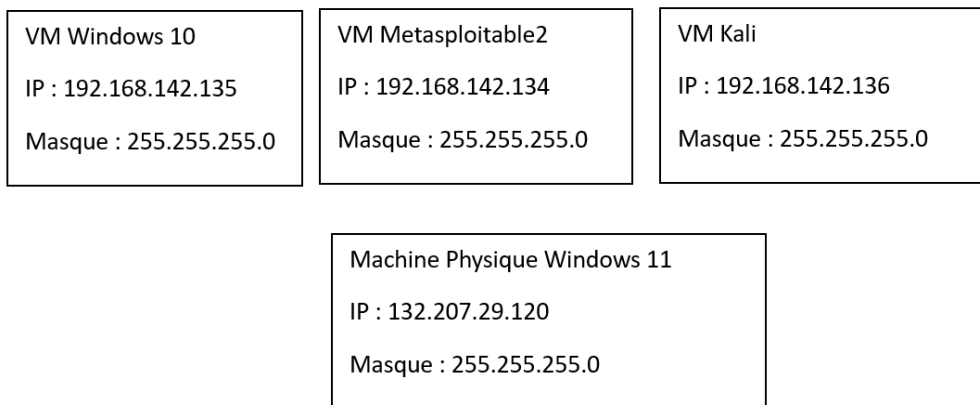 VM Windows 10
IP : 192.168.142.135
Masque : 255.255.255.0
VM Metasploitable2
IP : 192.168.142.134
Masque : 255.255.255.0
VM Kali
IP : 192.168.142.136
Masque : 255.255.255.0
Machine Physique Windows 11
IP : 132.207.29.120
Masque : 255.255.255.0